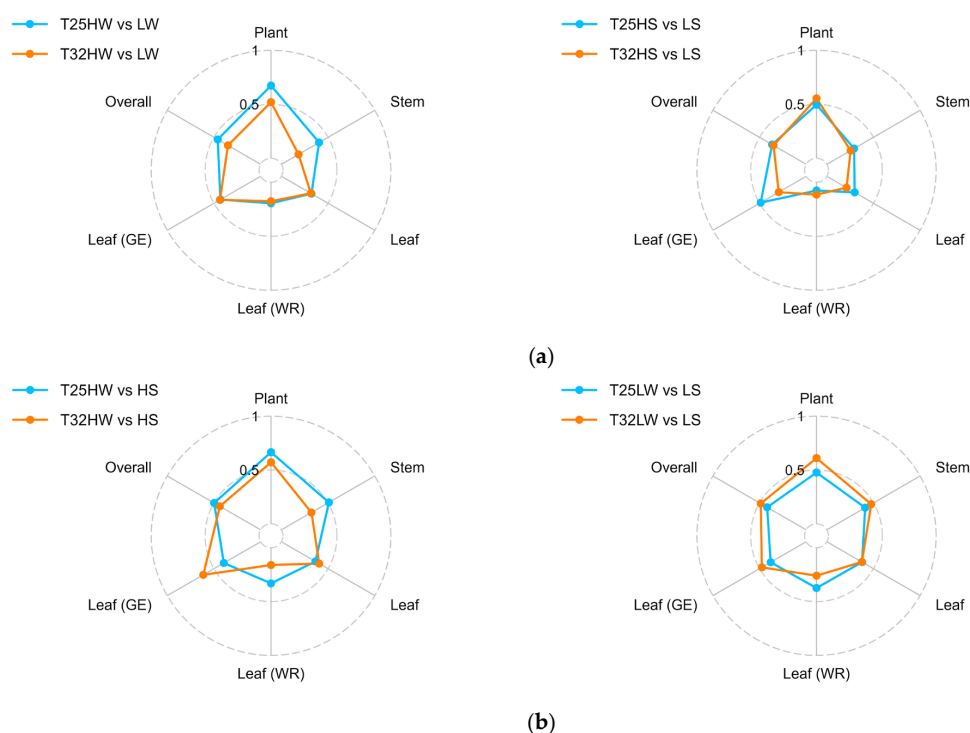 T25HW vs LW
T32HW vs LW
Plant
1
Overall
0.5
Stem
Leaf (GE)
Leaf
Leaf (WR)
T25HS vs LS
T32HS vs LS
Plant
1
Overall
0.5
Stem
Leaf (GE)
Leaf
Leaf (WR)
(a)
T25HW vs HS
T32HW vs HS
Plant
1
Overall
0.5
Stem
Leaf (GE)
Leaf
Leaf (WR)
T25LW vs LS
T32LW vs LS
Plant
1
Overall
0.5
Stem
Leaf (GE)
Leaf
Leaf (WR)
(b)